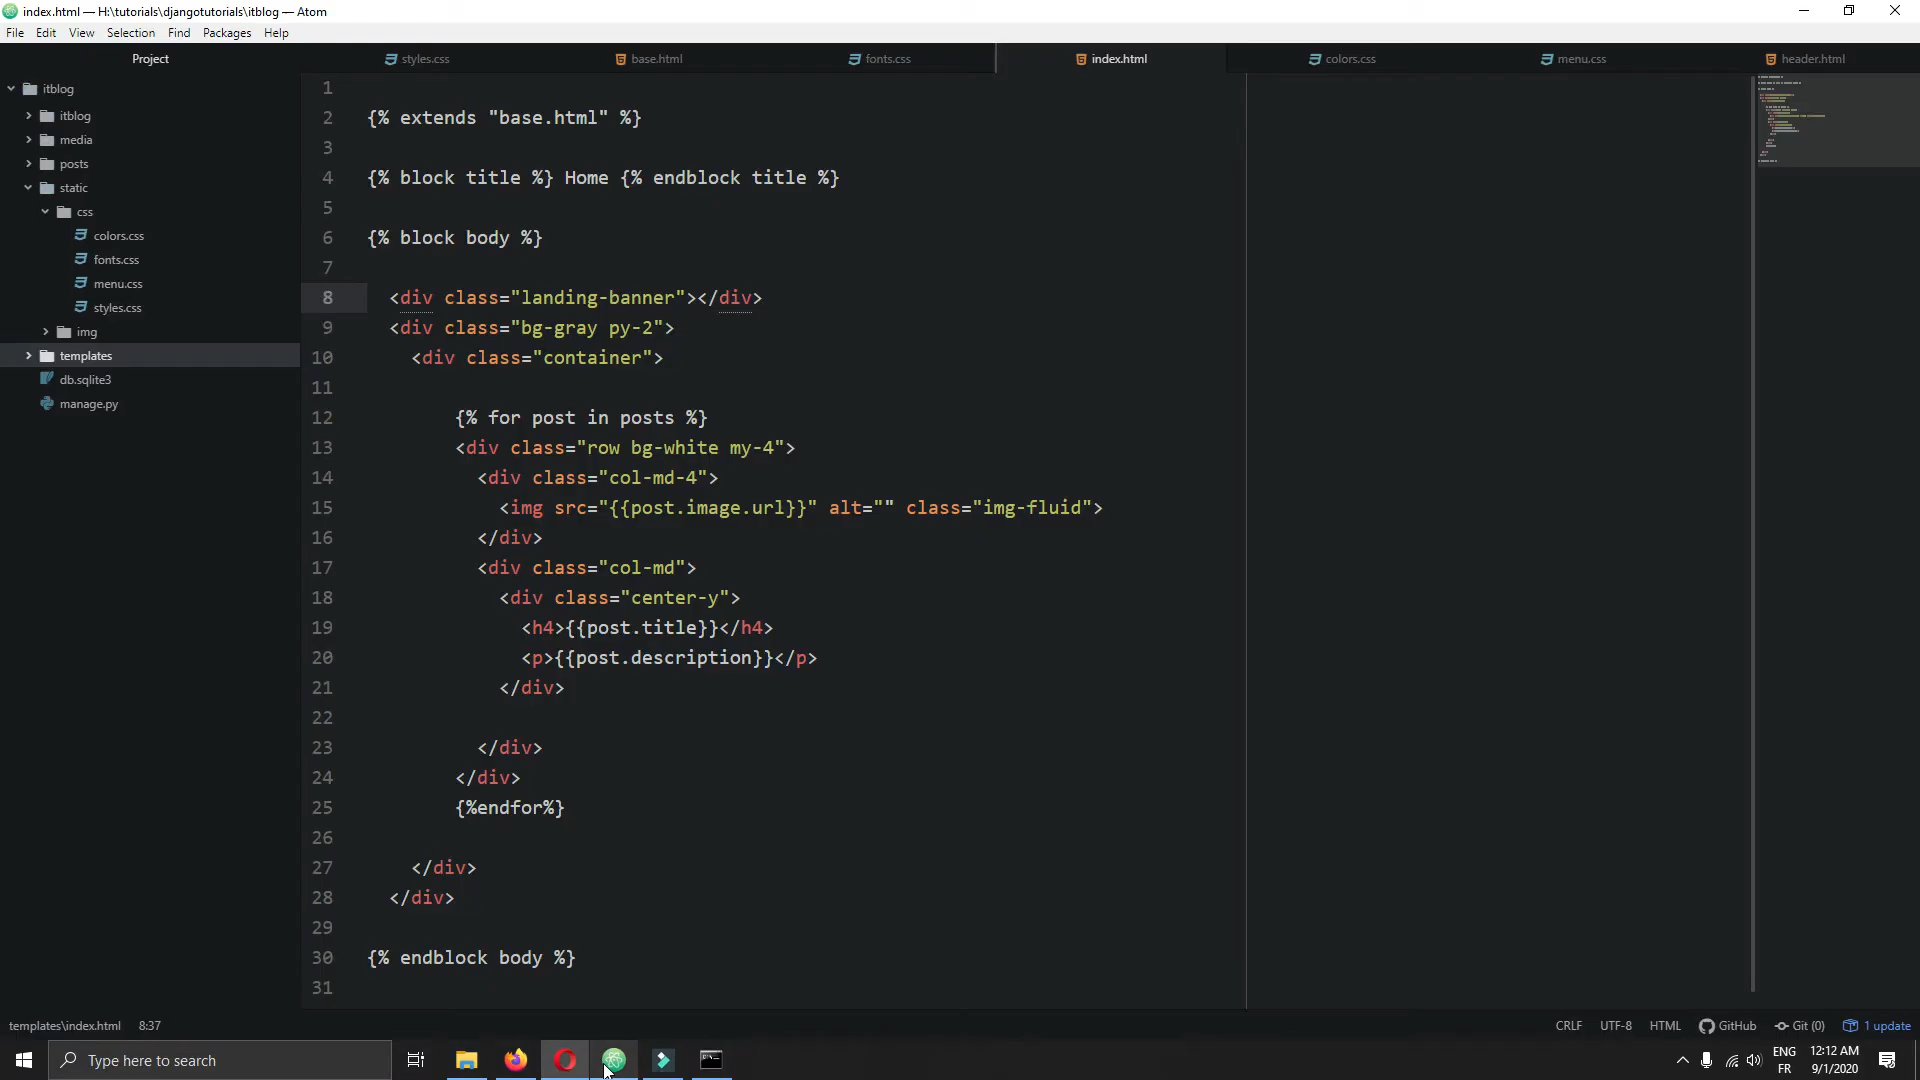 index.html — H:\tutorials\djangotutorials\itblog — Atom
File Edit View Selection Find Packages Help
Project
styles.css base.html fonts.css index.html colors.css menu.css header.html
itblog
itblog
media
posts
static
css
colors.css
fonts.css
menu.css
styles.css
img
templates
db.sqlite3
manage.py
1
2 {% extends "base.html" %}
3
4 {% block title %} Home {% endblock title %}
5
6 {% block body %}
7
8 <div class="landing-banner"></div>
9 <div class="bg-gray py-2">
10 <div class="container">
11
12 {% for post in posts %}
13 <div class="row bg-white my-4">
14 <div class="col-md-4">
15 <img src="{{post.image.url}}" alt="" class="img-fluid">
16 </div>
17 <div class="col-md">
18 <div class="center-y">
19 <h4>{{post.title}}</h4>
20 <p>{{post.description}}</p>
21 </div>
22
23 </div>
24 </div>
25 {%endfor%}
26
27 </div>
28 </div>
29
30 {% endblock body %}
31
templates\index.html 8:37 CRLF UTF-8 HTML GitHub Git (0) 1 update
Type here to search
ENG 12:12 AM
FR 9/1/2020